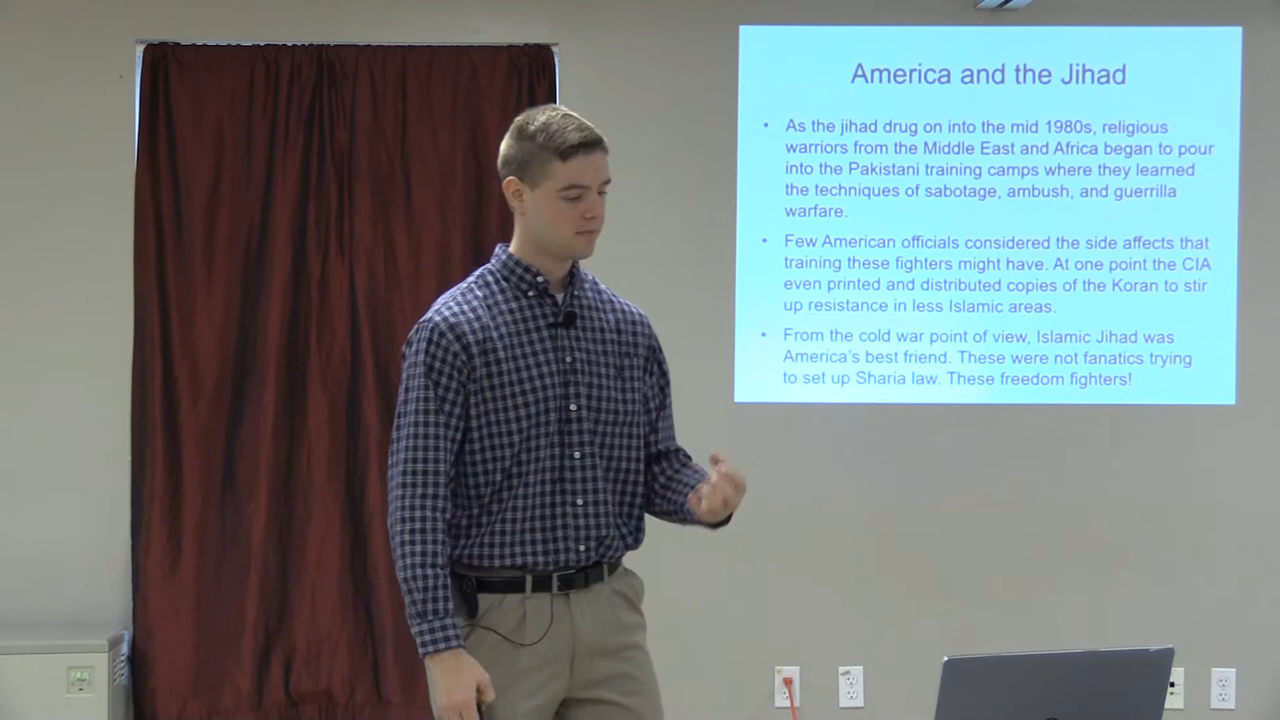 America and the Jihad
• As the jihad drug on into the mid 1980s, religious
warriors from the Middle East and Africa began to pour
into the Pakistani training camps where they learned
the techniques of sabotage, ambush, and guerrilla
warfare.
• Few American officials considered the side affects that
training these fighters might have. At one point the CIA
even printed and distributed copies of the Koran to stir
up resistance in less Islamic areas.
• From the cold war point of view, Islamic Jihad was
America's best friend. These were not fanatics trying
to set up Sharia law. These freedom fighters!